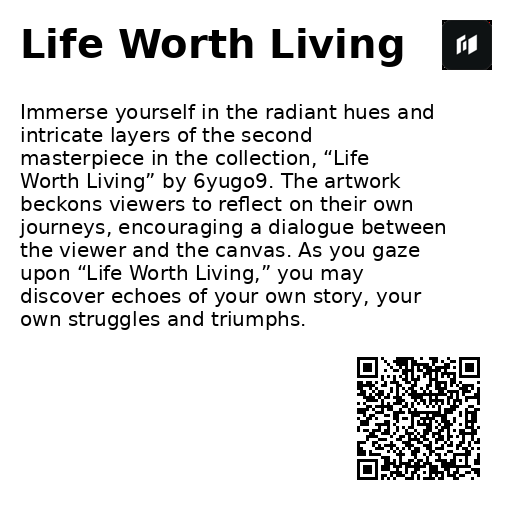 Life Worth Living
Immerse yourself in the radiant hues and
intricate layers of the second
masterpiece in the collection, “Life
Worth Living” by 6yugo9. The artwork
beckons viewers to reflect on their own
journeys, encouraging a dialogue between
the viewer and the canvas. As you gaze
upon “Life Worth Living,” you may
discover echoes of your own story, your
own struggles and triumphs.